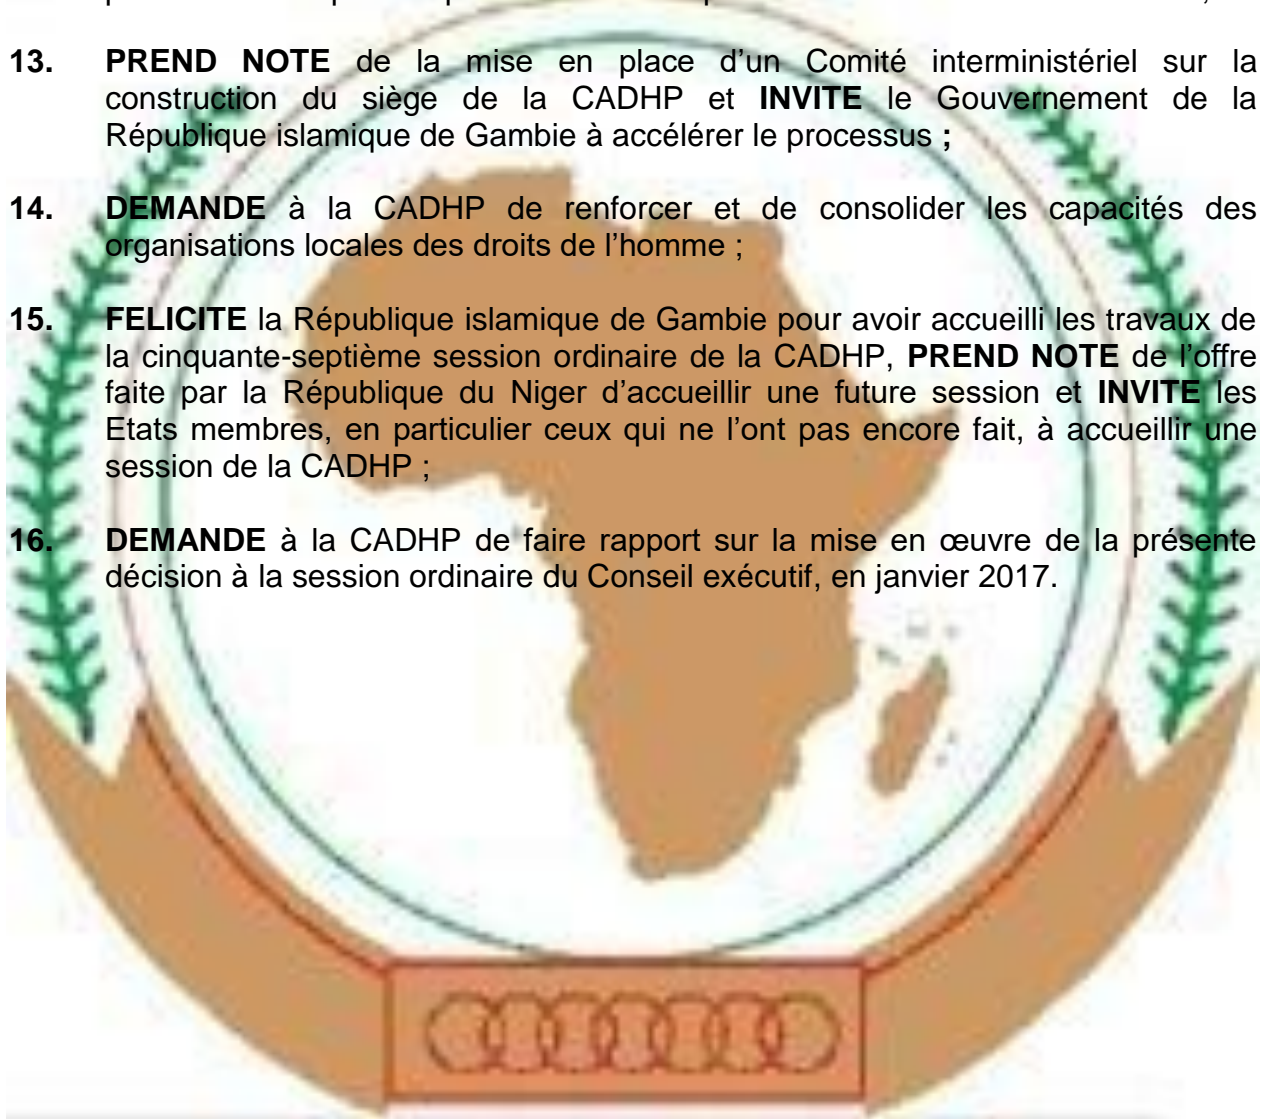 13. PREND NOTE de la mise en place d’un Comité interministériel sur la
construction du siège de la CADHP et INVITE le Gouvernement de la
République islamique de Gambie à accélérer le processus ;
14. DEMANDE à la CADHP de renforcer et de consolider les capacités des
organisations locales des droits de l’homme ;
15. FELICITE la République islamique de Gambie pour avoir accueilli les travaux de
la cinquante-septième session ordinaire de la CADHP, PREND NOTE de l’offre
faite par la République du Niger d’accueillir une future session et INVITE les
Etats membres, en particulier ceux qui ne l’ont pas encore fait, à accueillir une
session de la CADHP ;
16. DEMANDE à la CADHP de faire rapport sur la mise en œuvre de la présente
décision à la session ordinaire du Conseil exécutif, en janvier 2017.